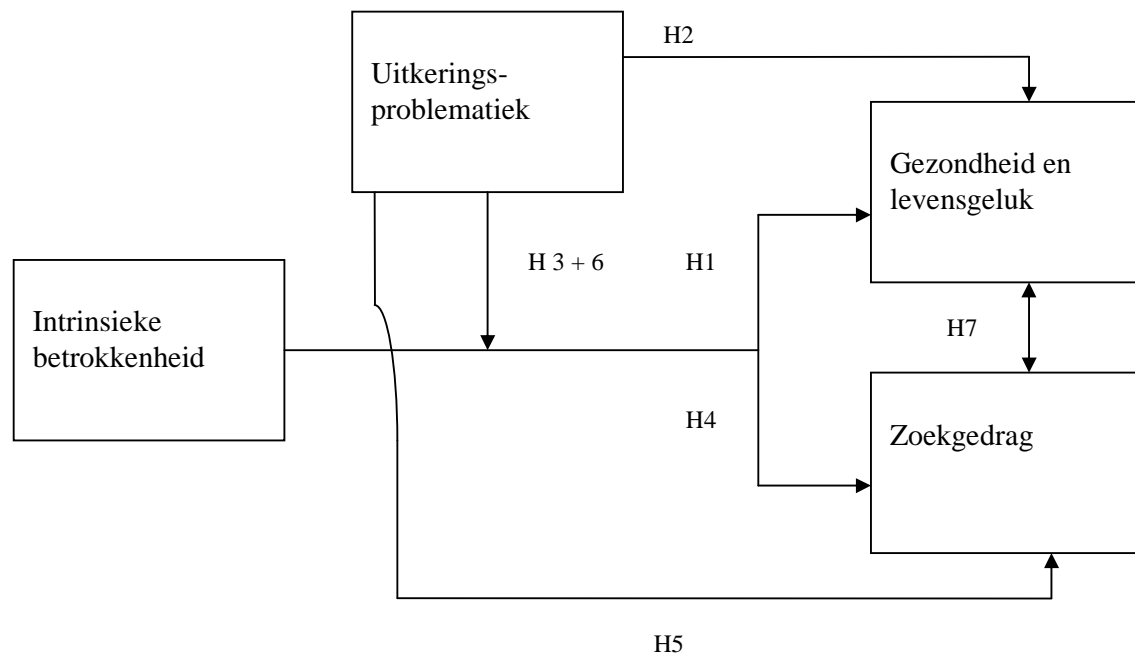 H2
Uitkerings-
problematiek
Gezondheid en
levensgeluk
H 3 + 6
H1
Intrinsieke
betrokkenheid
H7
H4
Zoekgedrag
H5